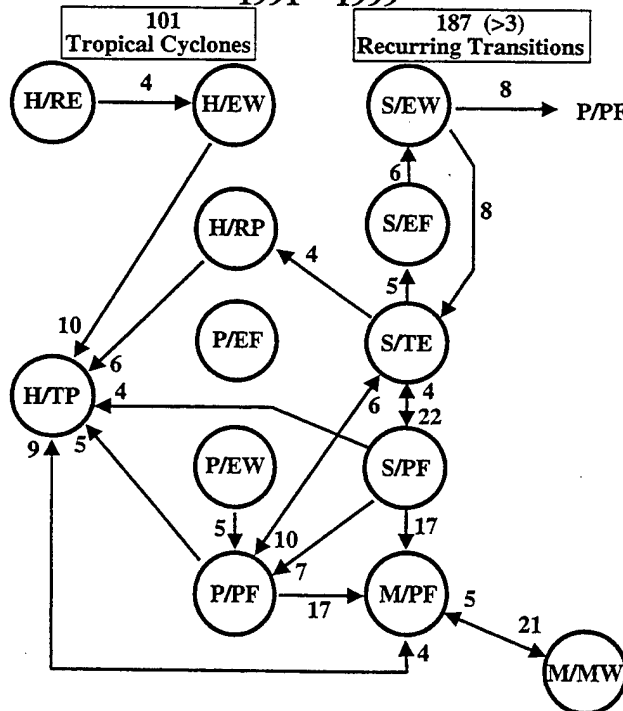 101
Tropical Cyclones
187 (>3)
Recurring Transitions
H/RE
4
H/EW
S/EW
8
P/PF
6
8
S/EF
H/RP
4
5
10
P/EF
S/TE
6
6
4
H/TP
4
22
9
5
P/EW
S/PF
5
10
17
7
P/PF
17
M/PF
5
21
4
M/MW